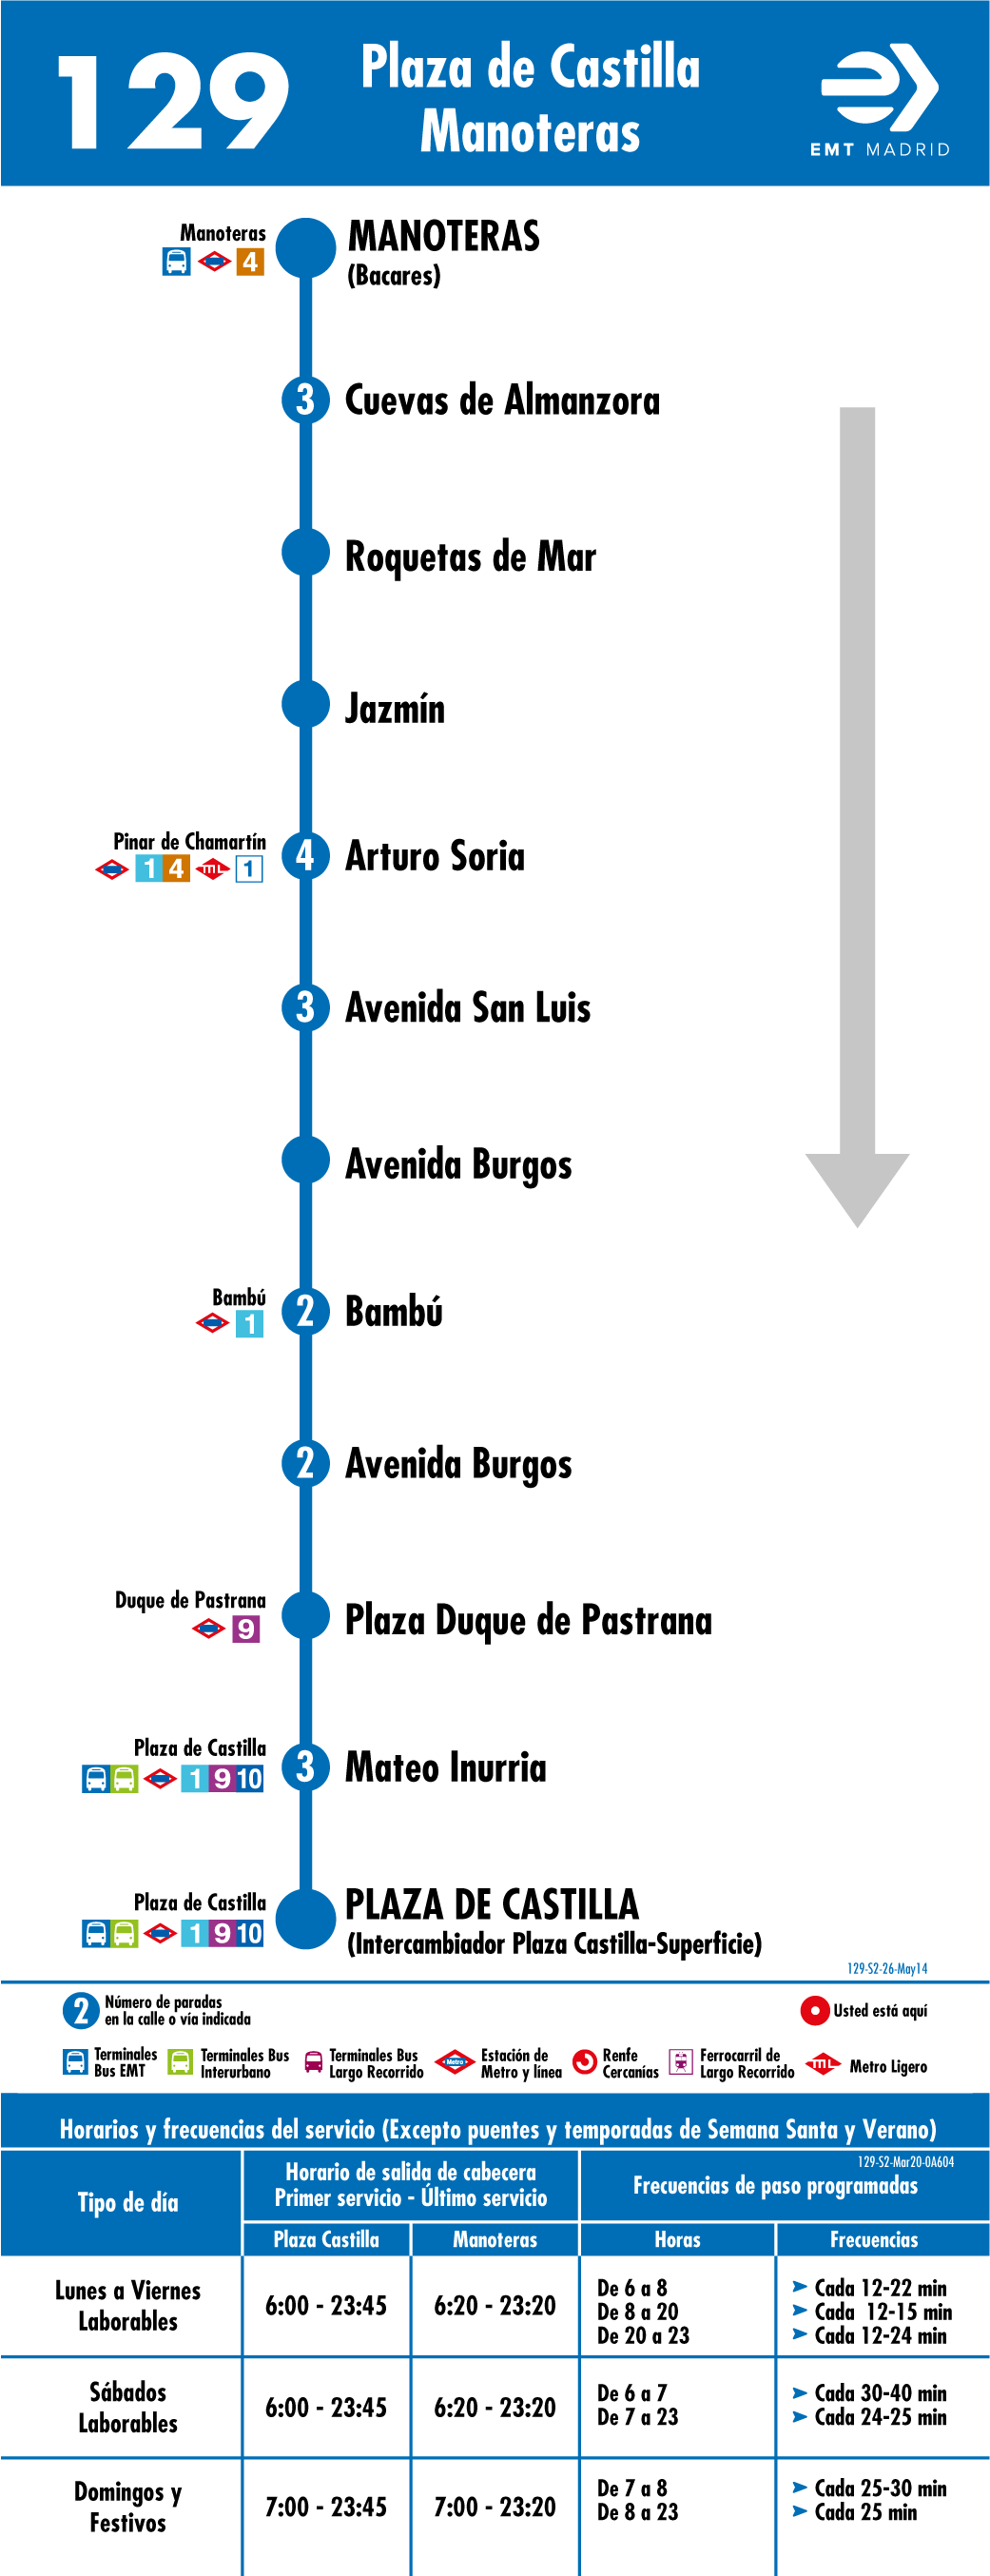 129
Plaza de Castilla
Manoteras
EMT MADRID
Manoteras
4
MANOTERAS
(Bacares)
3 Cuevas de Almanzora
Roquetas de Mar
Jazmín
Pinar de Chamartín
1 4 ML 1
4 Arturo Soria
3 Avenida San Luis
Avenida Burgos
Bambú
1
2 Bambú
2 Avenida Burgos
Duque de Pastrana
9
Plaza Duque de Pastrana
Plaza de Castilla
1 9 10
3 Mateo Inurria
Plaza de Castilla
1 9 10
PLAZA DE CASTILLA
(Intercambiador Plaza Castilla-Superficie)
129-S2-26-May14
2 Número de paradas
en la calle o vía indicada
Usted está aquí
Terminales
Bus EMT
Terminales Bus
Interurbano
Terminales Bus
Largo Recorrido
Metro
Estación de
Metro y línea
Renfe
Cercanías
Ferrocarril de
Largo Recorrido
ML
Metro Ligero
Horarios y frecuencias del servicio (Excepto puentes y temporadas de Semana Santa y Verano)
129-S2-Mar20-0A604
Tipo de día
Horario de salida de cabecera
Primer servicio - Último servicio
Frecuencias de paso programadas
Plaza Castilla Manoteras Horas Frecuencias
Lunes a Viernes
Laborables
6:00 - 23:45 6:20 - 23:20
De 6 a 8 Cada 12-22 min
De 8 a 20 Cada 12-15 min
De 20 a 23 Cada 12-24 min
Sábados
Laborables
6:00 - 23:45 6:20 - 23:20
De 6 a 7 Cada 30-40 min
De 7 a 23 Cada 24-25 min
Domingos y
Festivos
7:00 - 23:45 7:00 - 23:20
De 7 a 8 Cada 25-30 min
De 8 a 23 Cada 25 min